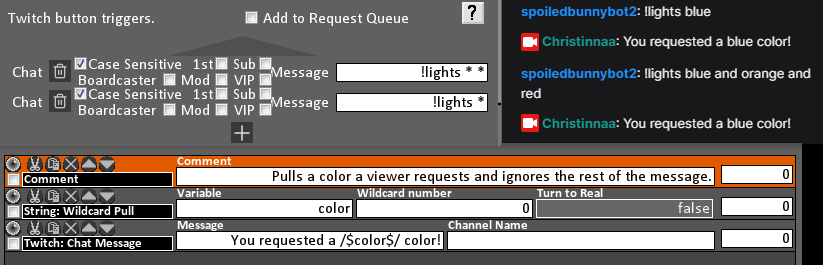 Twitch button triggers.
Add to Request Queue
?
Chat
Case Sensitive 1st Sub
Boardcaster Mod VIP
Message
!lights * *
Chat
Case Sensitive 1st Sub
Boardcaster Mod VIP
Message
!lights *
+
spoiledbunnybot2: !lights blue
Christinnaa: You requested a blue color!
spoiledbunnybot2: !lights blue and orange and
red
Christinnaa: You requested a blue color!
Comment
Comment
Pulls a color a viewer requests and ignores the rest of the message.
0
Variable Wildcard number Turn to Real
String: Wildcard Pull
color
0
false
0
Message Channel Name
Twitch: Chat Message
You requested a /$color$/ color!
0